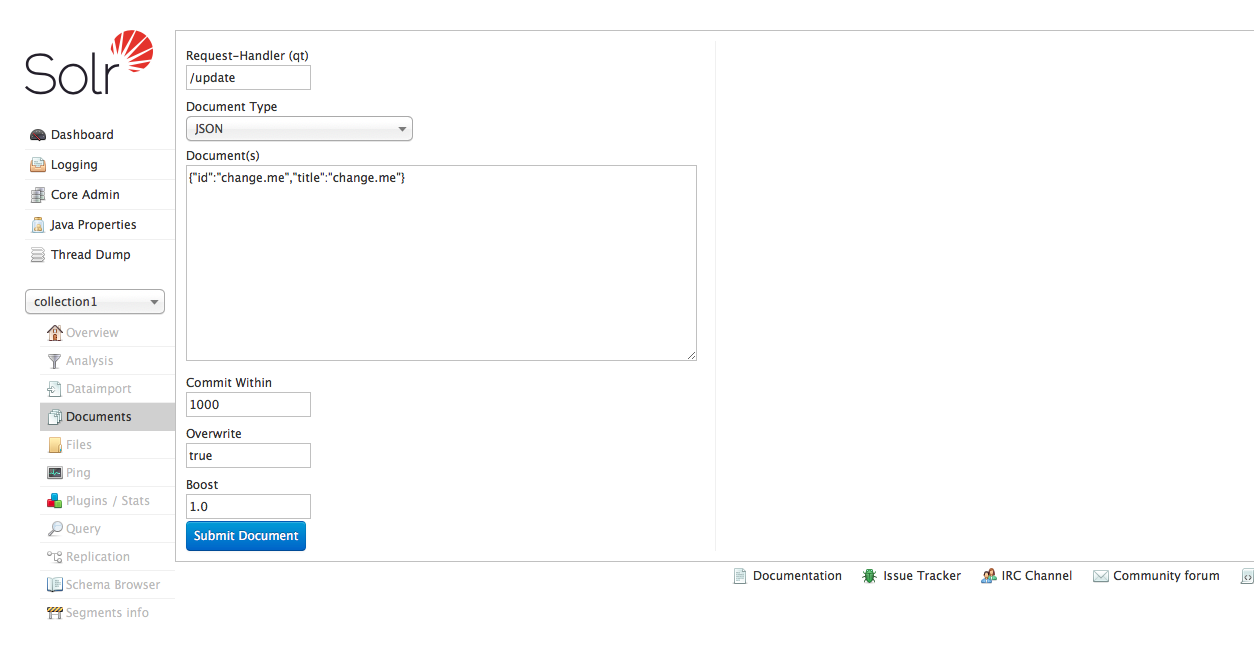 Solr
Dashboard
Logging
Core Admin
Java Properties
Thread Dump
collection1
Overview
Analysis
Dataimport
Documents
Files
Ping
Plugins / Stats
Query
Replication
Schema Browser
Segments info
Request-Handler (qt)
/update
Document Type
JSON
Document(s)
{"id":"change.me","title":"change.me"}
Commit Within
1000
Overwrite
true
Boost
1.0
Submit Document
Documentation
Issue Tracker
IRC Channel
Community forum